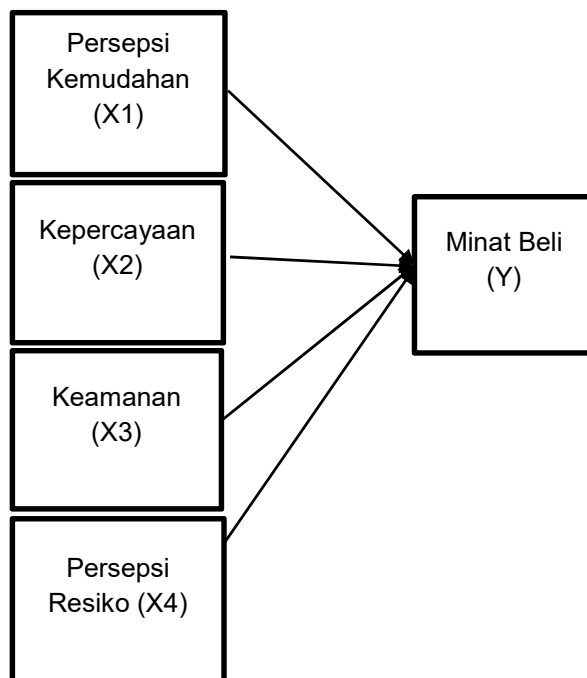 Persepsi
Kemudahan
(X1)
Kepercayaan
(X2)
Keamanan
(X3)
Persepsi
Resiko (X4)
Minat Beli
(Y)